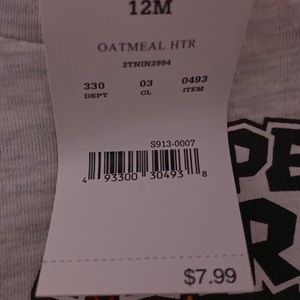 12M
OATMEAL HTR
2TNIN2994
330 03 0493
DEPT CL ITEM
S913-0007
4 93300 30493 8
$7.99